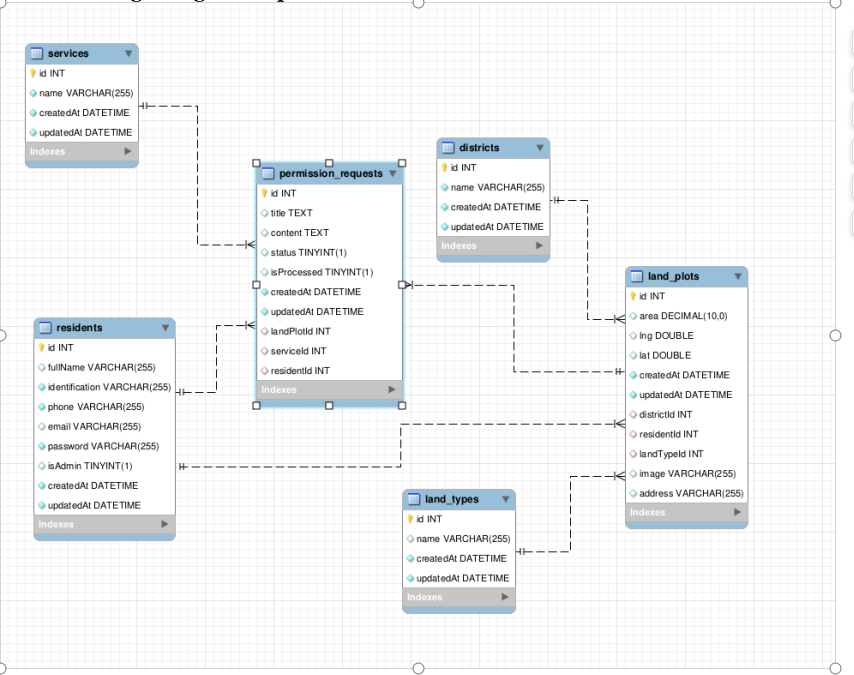 services
id INT
name VARCHAR(255)
createdAt DATETIME
updatedAt DATETIME
Indexes
permission_requests
id INT
title TEXT
content TEXT
status TINYINT(1)
isProcessed TINYINT(1)
createdAt DATETIME
updatedAt DATETIME
landPlotId INT
serviceId INT
residentId INT
Indexes
districts
id INT
name VARCHAR(255)
createdAt DATETIME
updatedAt DATETIME
Indexes
land_plots
id INT
area DECIMAL(10,0)
lng DOUBLE
lat DOUBLE
createdAt DATETIME
updatedAt DATETIME
districtId INT
residentId INT
landTypeId INT
image VARCHAR(255)
address VARCHAR(255)
Indexes
residents
id INT
fullName VARCHAR(255)
identification VARCHAR(255)
phone VARCHAR(255)
email VARCHAR(255)
password VARCHAR(255)
isAdmin TINYINT(1)
createdAt DATETIME
updatedAt DATETIME
Indexes
land_types
id INT
name VARCHAR(255)
createdAt DATETIME
updatedAt DATETIME
Indexes